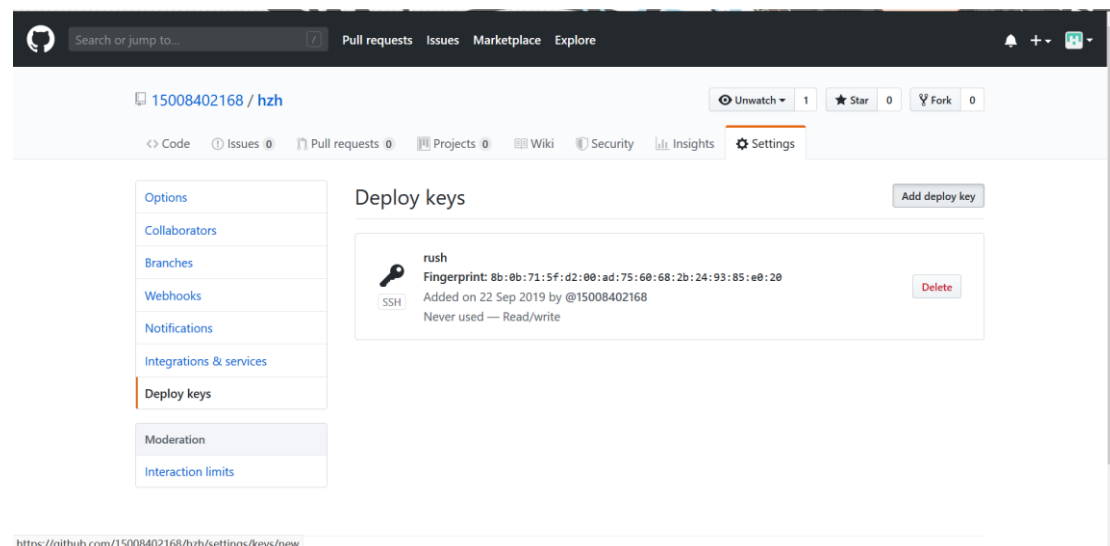 Search or jump to... / Pull requests Issues Marketplace Explore
15008402168 / hzh Unwatch 1 Star 0 Fork 0
Code Issues 0 Pull requests 0 Projects 0 Wiki Security Insights Settings
Options
Collaborators
Branches
Webhooks
Notifications
Integrations & services
Deploy keys
Moderation
Interaction limits
Deploy keys Add deploy key
rush
Fingerprint: 8b:0b:71:5f:d2:00:ad:75:60:68:2b:24:93:85:e0:20
SSH Added on 22 Sep 2019 by @15008402168 Delete
Never used — Read/write
https://github.com/15008402168/hzh/settings/keys/new